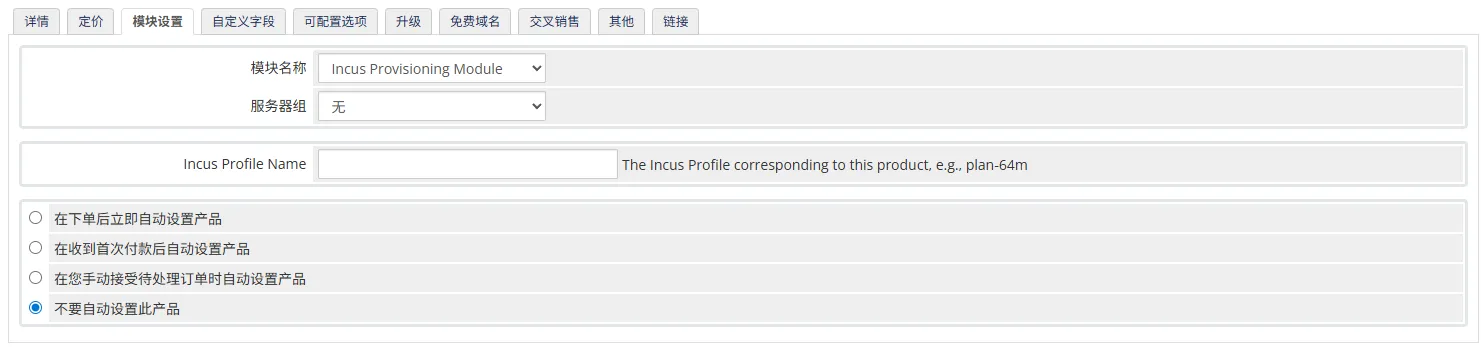 详情 定价 模块设置 自定义字段 可配置选项 升级 免费域名 交叉销售 其他 链接
模块名称 Incus Provisioning Module
服务器组 无
Incus Profile Name The Incus Profile corresponding to this product, e.g., plan-64m
在下单后立即自动设置产品
在收到首次付款后自动设置产品
在您手动接受待处理订单时自动设置产品
不要自动设置此产品